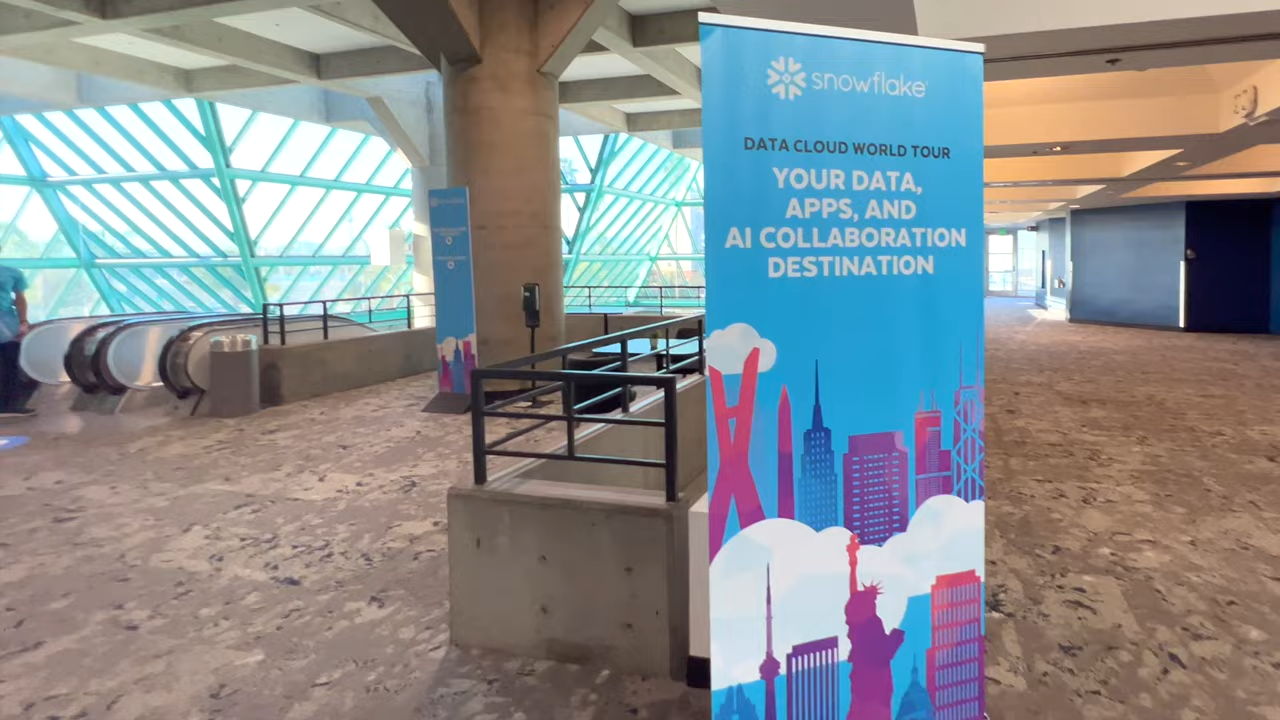 snowflake
DATA CLOUD WORLD TOUR
YOUR DATA,
APPS, AND
AI COLLABORATION
DESTINATION